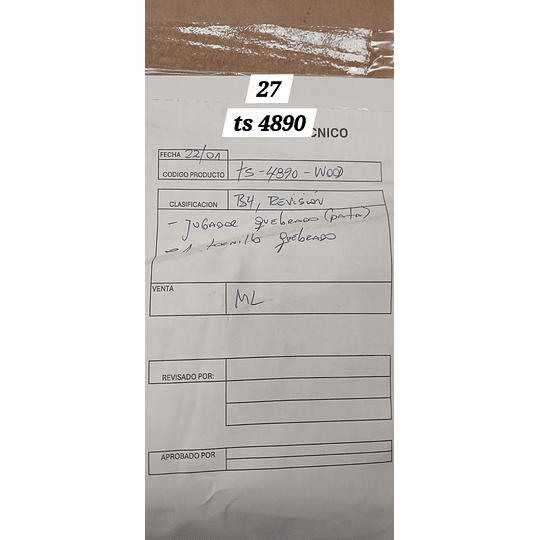 27
ts 4890
CNICO
FECHA 22/01
CODIGO PRODUCTO ts-4890-WOOD
CLASIFICACION B4, REVISIÓN
- JUGADOR QUEBRADO (pata)
- 1 tornillo QUEBRADO
VENTA ML
REVISADO POR:
APROBADO POR